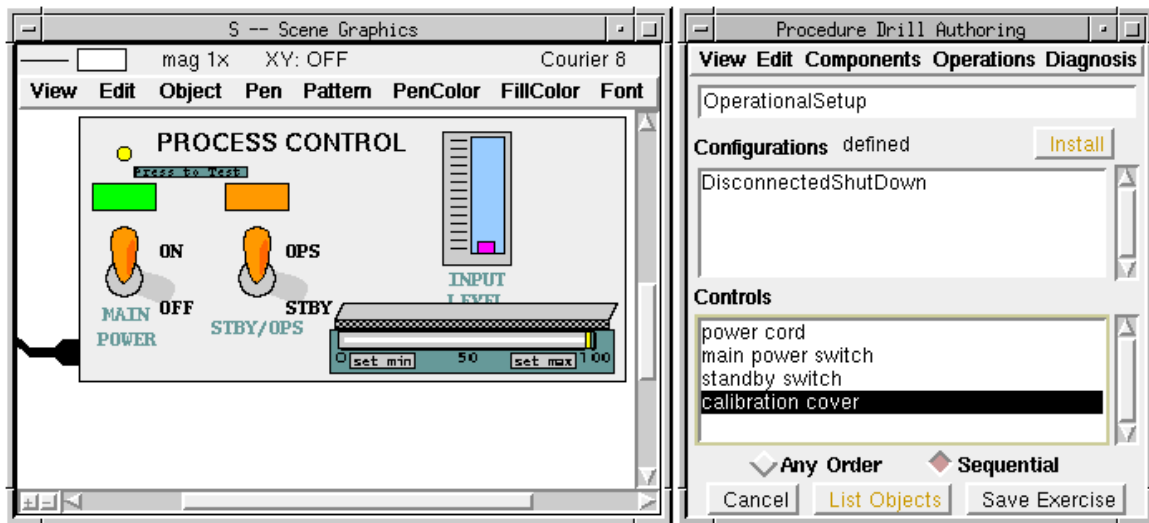 S -- Scene Graphics
mag 1x XY: OFF Courier 8
View Edit Object Pen Pattern PenColor FillColor Font
PROCESS CONTROL
Press to Test
ON
OFF
MAIN
POWER
OPS
STBY
STBY/OPS
INPUT
LEVEL
0 set min 50 set max 100
Procedure Drill Authoring
View Edit Components Operations Diagnosis
OperationalSetup
Configurations defined Install
DisconnectedShutDown
Controls
power cord
main power switch
standby switch
calibration cover
Any Order Sequential
Cancel List Objects Save Exercise